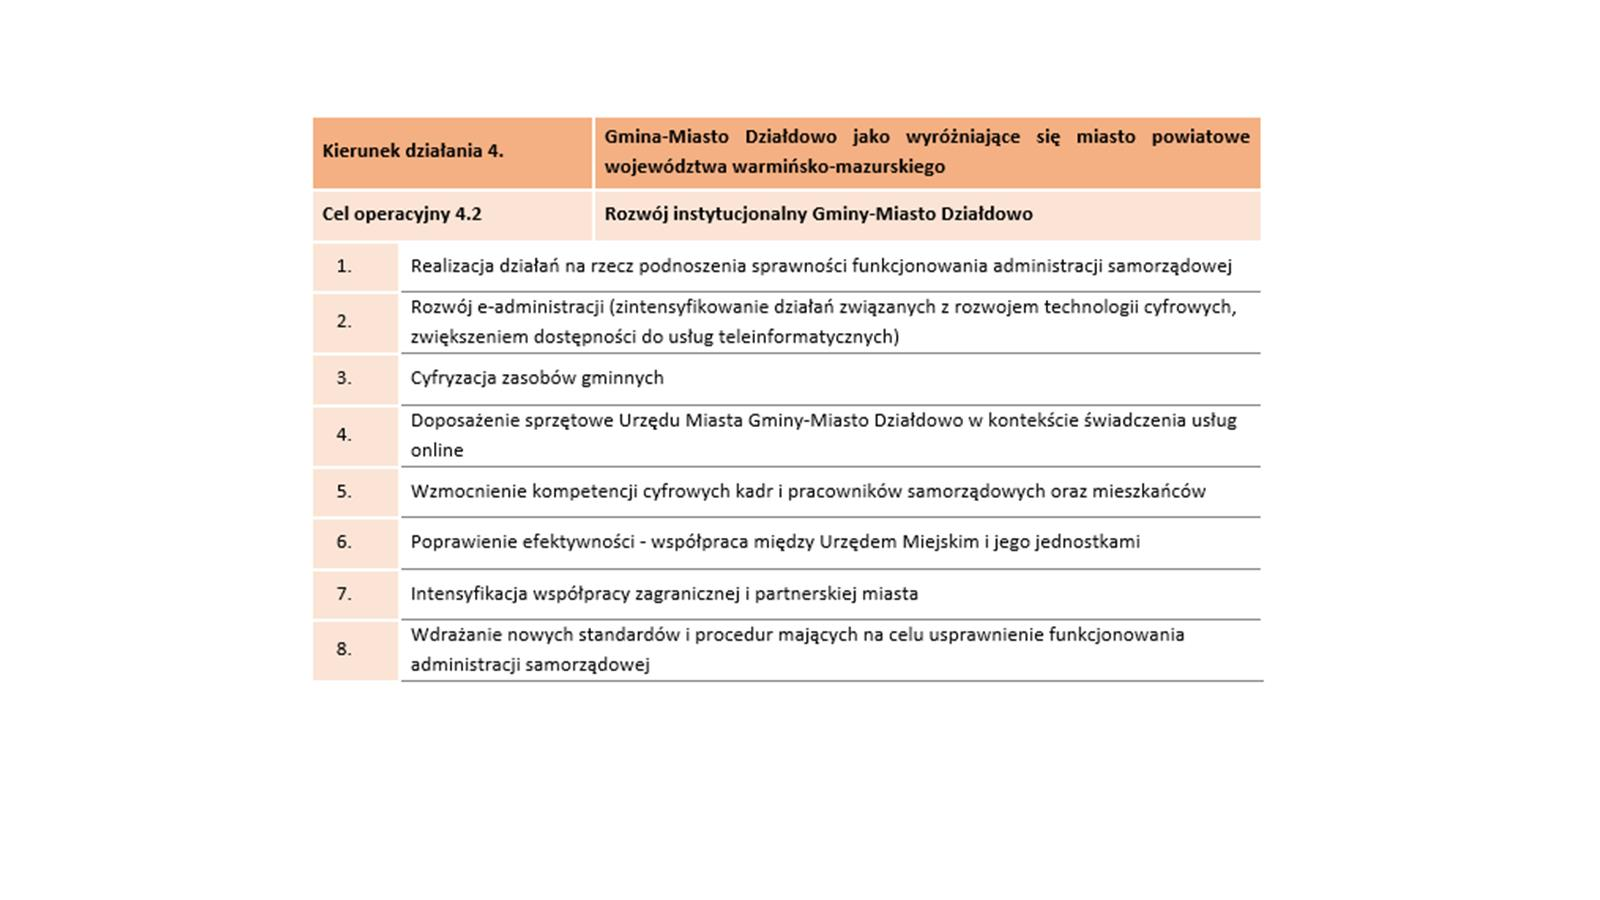 Kierunek działania 4.
Gmina-Miasto Działdowo jako wyróżniające się miasto powiatowe
województwa warmińsko-mazurskiego
Cel operacyjny 4.2
Rozwój instytucjonalny Gminy-Miasto Działdowo
1.
Realizacja działań na rzecz podnoszenia sprawności funkcjonowania administracji samorządowej
2.
Rozwój e-administracji (zintensyfikowanie działań związanych z rozwojem technologii cyfrowych,
zwiększeniem dostępności do usług teleinformatycznych)
3.
Cyfryzacja zasobów gminnych
4.
Doposażenie sprzętowe Urzędu Miasta Gminy-Miasto Działdowo w kontekście świadczenia usług
online
5.
Wzmocnienie kompetencji cyfrowych kadr i pracowników samorządowych oraz mieszkańców
6.
Poprawienie efektywności - współpraca między Urzędem Miejskim i jego jednostkami
7.
Intensyfikacja współpracy zagranicznej i partnerskiej miasta
8.
Wdrażanie nowych standardów i procedur mających na celu usprawnienie funkcjonowania
administracji samorządowej